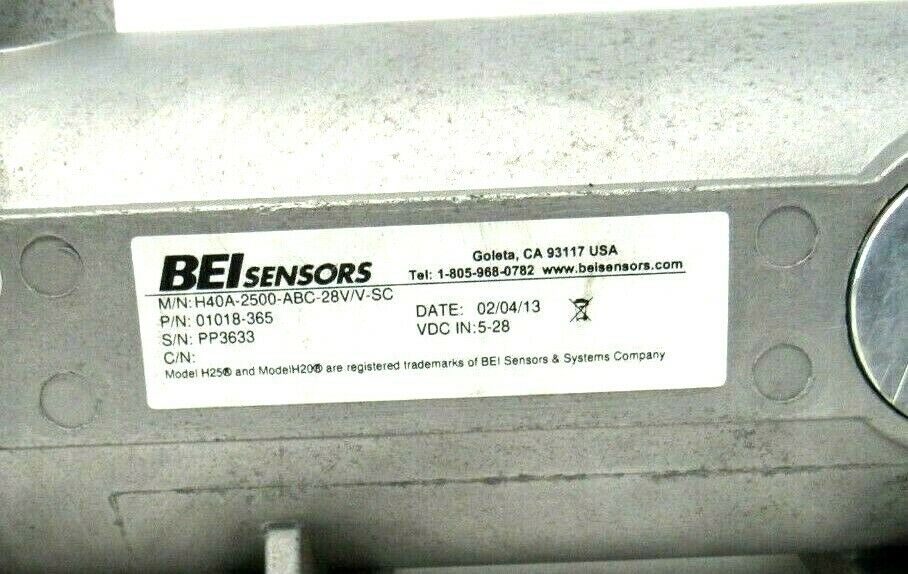 BEI SENSORS
Goleta, CA 93117 USA
Tel: 1-805-968-0782 www.beisensors.com
M/N: H40A-2500-ABC-28V/V-SC
P/N: 01018-365
S/N: PP3633
C/N:
DATE: 02/04/13
VDC IN: 5-28
Model H25® and ModelH20® are registered trademarks of BEI Sensors & Systems Company